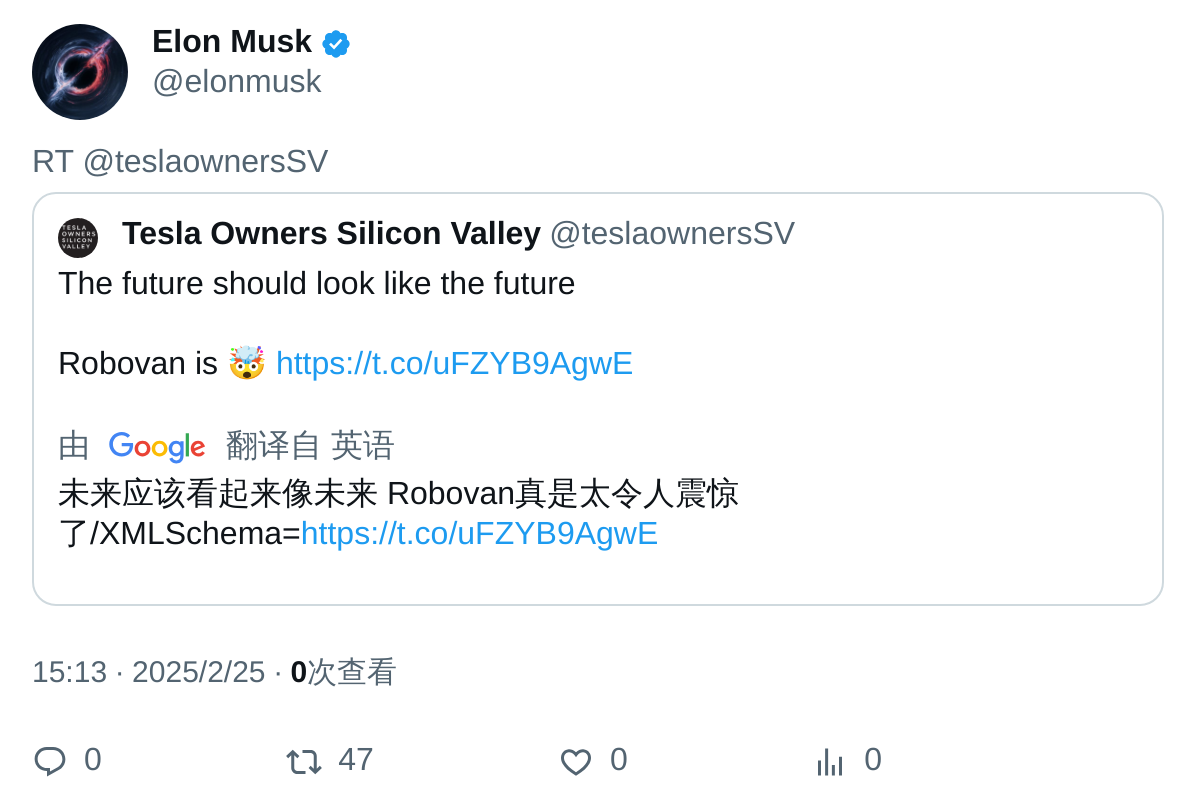 Elon Musk
@elonmusk
RT @teslaownersSV
TESLA
OWNERS
SILICON
VALLEY
Tesla Owners Silicon Valley @teslaownersSV
The future should look like the future
Robovan is 🤯 https://t.co/uFZYB9AgwE
由 Google 翻译自 英语
未来应该看起来像未来 Robovan真是太令人震惊
了/XMLSchema=https://t.co/uFZYB9AgwE
15:13 · 2025/2/25 · 0次查看
0 47 0 0